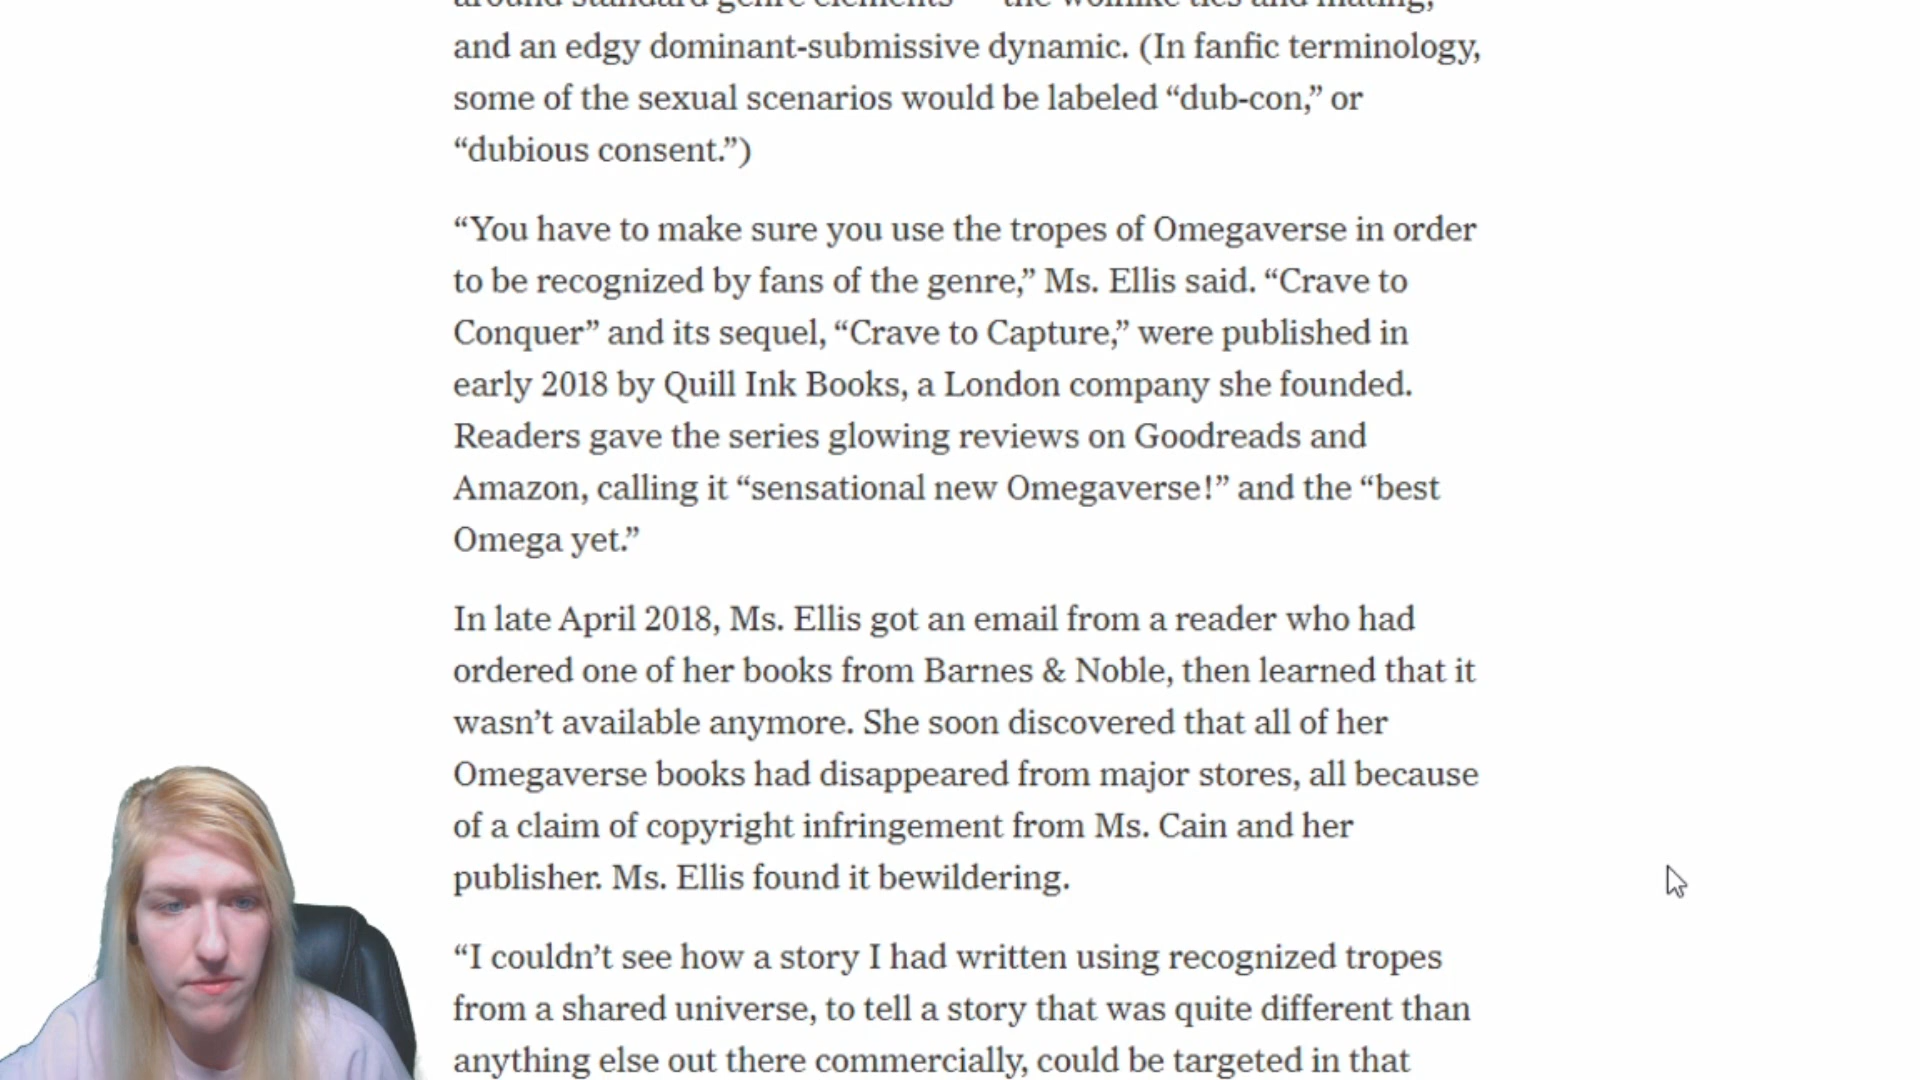 around standard genre elements — the wolflike ties and mating,
and an edgy dominant-submissive dynamic. (In fanfic terminology,
some of the sexual scenarios would be labeled “dub-con,” or
“dubious consent.”)
“You have to make sure you use the tropes of Omegaverse in order
to be recognized by fans of the genre,” Ms. Ellis said. “Crave to
Conquer” and its sequel, “Crave to Capture,” were published in
early 2018 by Quill Ink Books, a London company she founded.
Readers gave the series glowing reviews on Goodreads and
Amazon, calling it “sensational new Omegaverse!” and the “best
Omega yet.”
In late April 2018, Ms. Ellis got an email from a reader who had
ordered one of her books from Barnes & Noble, then learned that it
wasn’t available anymore. She soon discovered that all of her
Omegaverse books had disappeared from major stores, all because
of a claim of copyright infringement from Ms. Cain and her
publisher. Ms. Ellis found it bewildering.
“I couldn’t see how a story I had written using recognized tropes
from a shared universe, to tell a story that was quite different than
anything else out there commercially, could be targeted in that